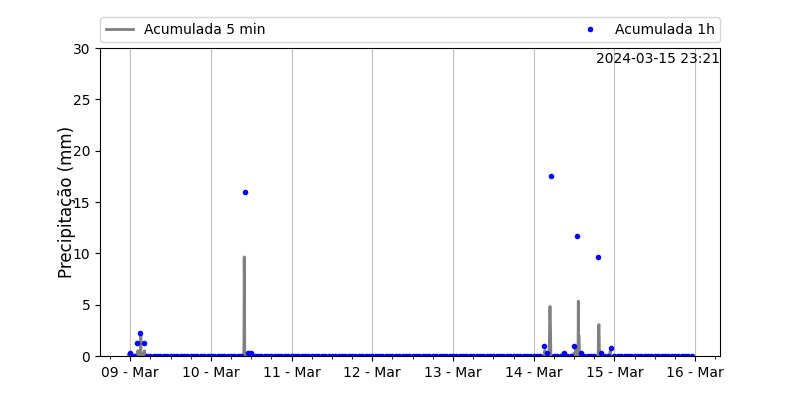 Acumulada 5 min
Acumulada 1h
2024-03-15 23:21
Precipitação (mm)
30
25
20
15
10
5
0
09 - Mar
10 - Mar
11 - Mar
12 - Mar
13 - Mar
14 - Mar
15 - Mar
16 - Mar